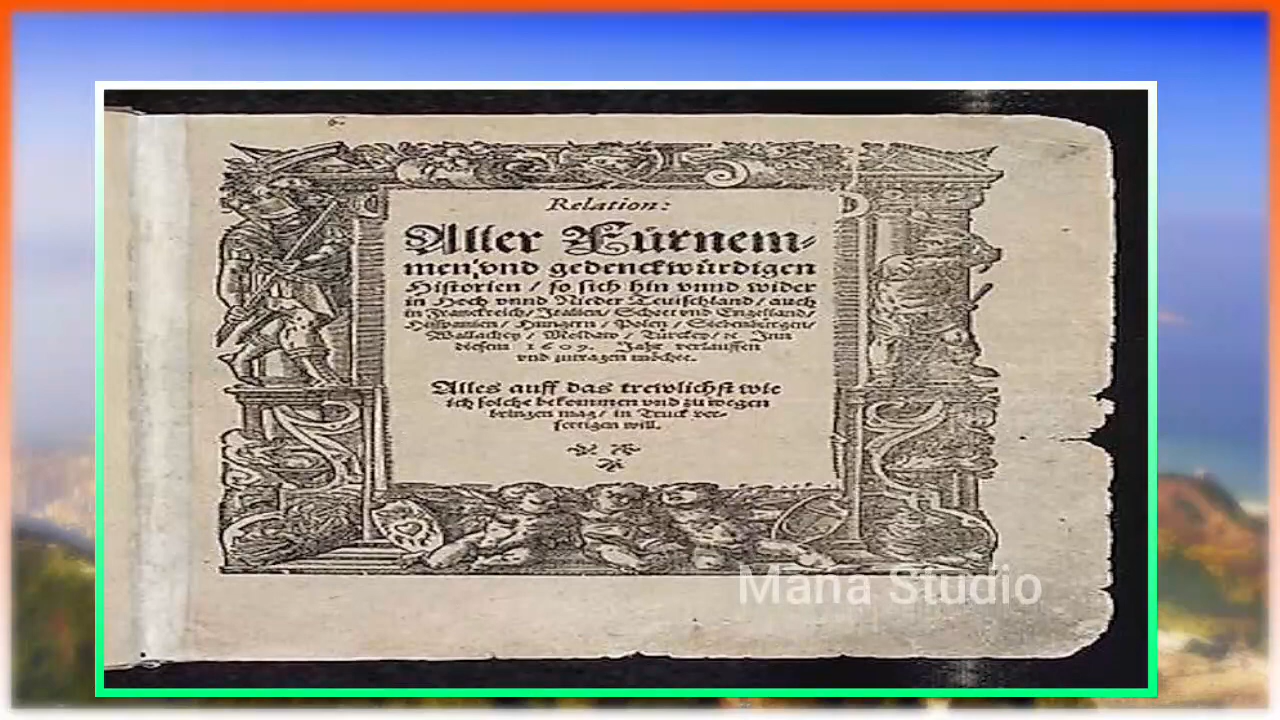 Relation:
Aller Fürnem-
men/vnd gedenckwürdigen
Historien / so sich hin vnnd wider
in Hoch vnnd Nieder Teutschland/ auch
in Franckreich/ Italien/ Schott vnd Engelland/
Hisspanien/ Hungern / Polen / Siebenbürgen/
Wallachey / Moldaw / Türckey/ ꝛc Inn
diesem 1609. Jahr verlauffen
vnd zutragen möchte.
Alles auff das trewlichst wie
ich solche bekommen vnd zu wegen
bringen mag/ in Truck ver-
fertigen will.
Mana Studio